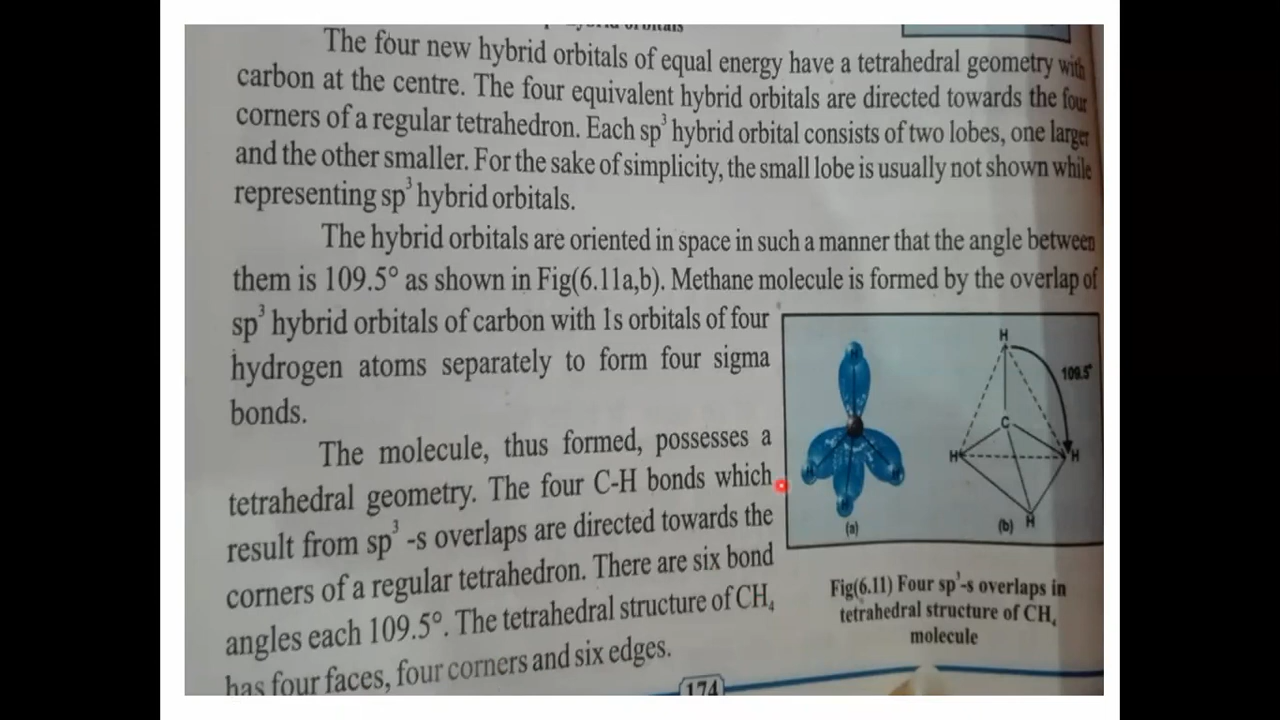 hybrid orbitals
The four new hybrid orbitals of equal energy have a tetrahedral geometry with
carbon at the centre. The four equivalent hybrid orbitals are directed towards the four
corners of a regular tetrahedron. Each sp³ hybrid orbital consists of two lobes, one larger
and the other smaller. For the sake of simplicity, the small lobe is usually not shown while
representing sp³ hybrid orbitals.
The hybrid orbitals are oriented in space in such a manner that the angle between
them is 109.5° as shown in Fig(6.11a,b). Methane molecule is formed by the overlap of
sp³ hybrid orbitals of carbon with 1s orbitals of four
hydrogen atoms separately to form four sigma
bonds.
The molecule, thus formed, possesses a
tetrahedral geometry. The four C-H bonds which
result from sp³ -s overlaps are directed towards the
corners of a regular tetrahedron. There are six bond
angles each 109.5°. The tetrahedral structure of CH₄
has four faces, four corners and six edges.
H
109.5°
C
H
H
H
(a)
(b)
Fig(6.11) Four sp³-s overlaps in
tetrahedral structure of CH₄
molecule
174